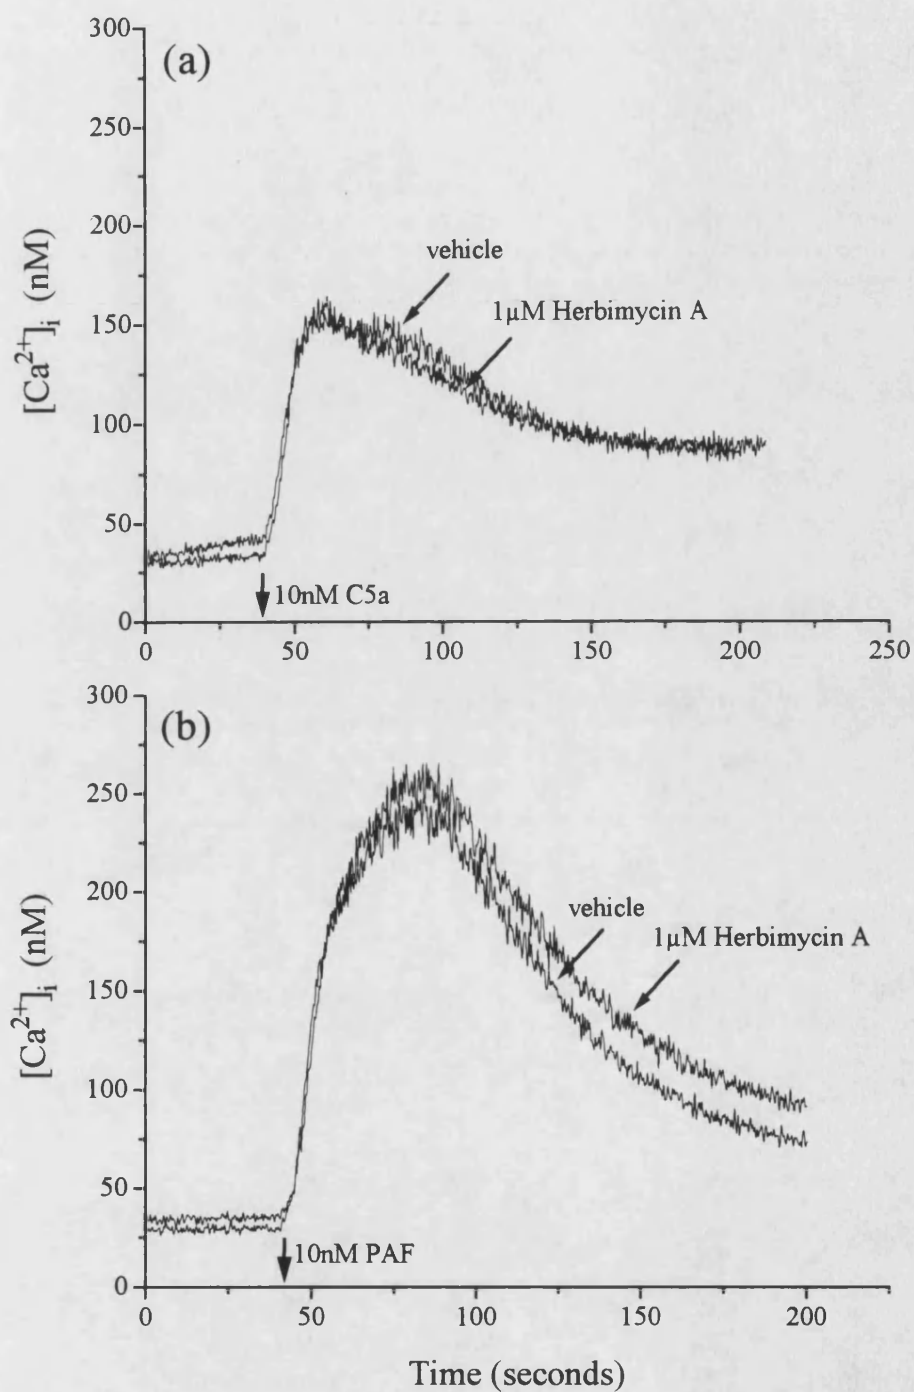 300
(a)
250
200
vehicle
1µM Herbimycin A
150
[Ca²⁺]ᵢ (nM)
100
50
10nM C5a
0
0 50 100 150 200 250
300
(b)
250
200
vehicle
1µM Herbimycin A
150
[Ca²⁺]ᵢ (nM)
100
50
10nM PAF
0
0 50 100 150 200
Time (seconds)